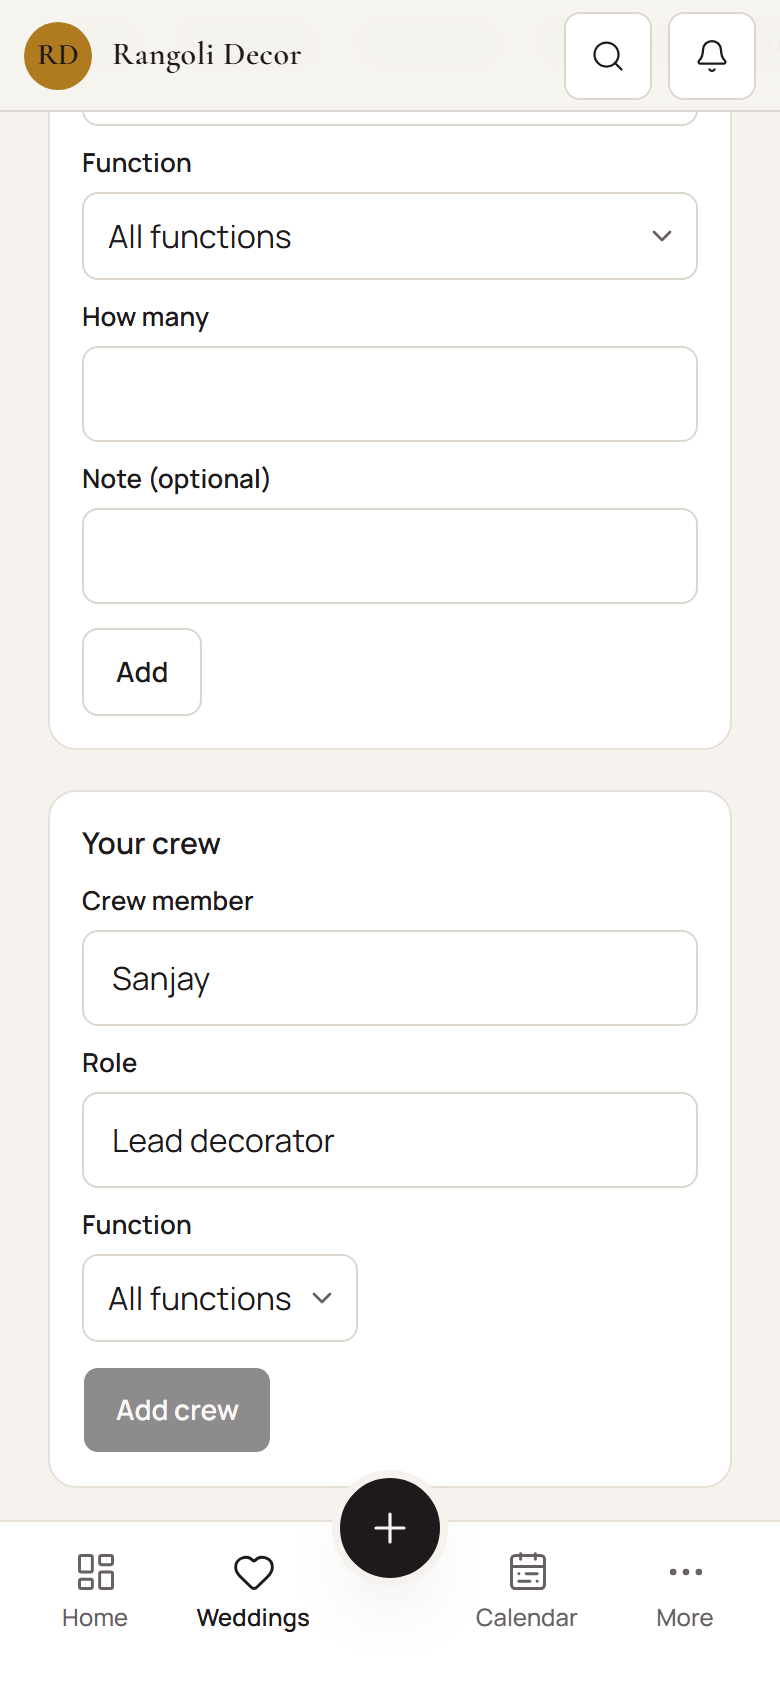 RD
Rangoli Decor
Function
All functions
How many
Note (optional)
Add
Your crew
Crew member
Sanjay
Role
Lead decorator
Function
All functions
Add crew
Home
Weddings
Calendar
More